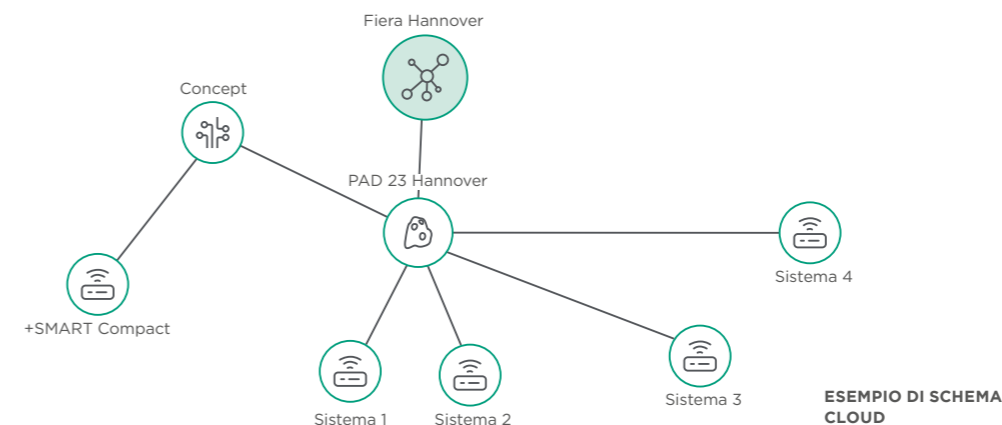 Fiera Hannover
Concept
PAD 23 Hannover
Sistema 4
+SMART Compact
Sistema 3
Sistema 1
Sistema 2
ESEMPIO DI SCHEMA
CLOUD